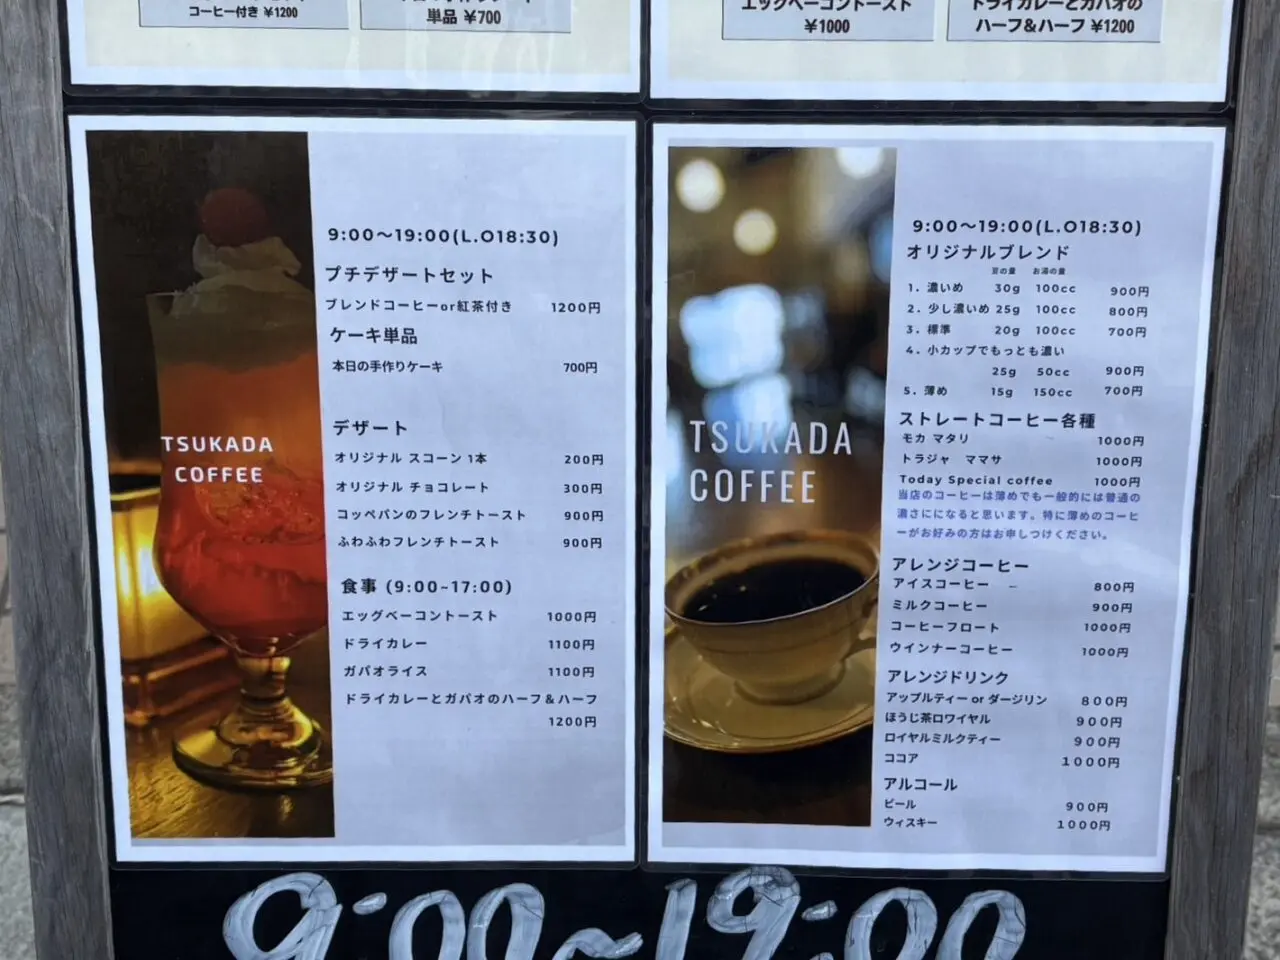 コーヒー付き ¥1200
単品 ¥700
エッグベーコントースト
¥1000
ドライカレーとガパオの
ハーフ&ハーフ ¥1200
TSUKADA
COFFEE
9:00〜19:00(L.O18:30)
プチデザートセット
ブレンドコーヒーor紅茶付き 1200円
ケーキ単品
本日の手作りケーキ 700円
デザート
オリジナル スコーン 1本 200円
オリジナル チョコレート 300円
コッペパンのフレンチトースト 900円
ふわふわフレンチトースト 900円
食事 (9:00~17:00)
エッグベーコントースト 1000円
ドライカレー 1100円
ガパオライス 1100円
ドライカレーとガパオのハーフ&ハーフ
1200円
TSUKADA
COFFEE
9:00〜19:00(L.O18:30)
オリジナルブレンド
豆の量 お湯の量
1. 濃いめ 30g 100cc 900円
2. 少し濃いめ 25g 100cc 800円
3. 標準 20g 100cc 700円
4. 小カップでもっとも濃い
25g 50cc 900円
5. 薄め 15g 150cc 700円
ストレートコーヒー各種
モカ マタリ 1000円
トラジャ ママサ 1000円
Today Special coffee 1000円
当店のコーヒーは薄めでも一般的には普通の
濃さにになると思います。特に薄めのコーヒ
ーがお好みの方はお申しつけください。
アレンジコーヒー
アイスコーヒー 800円
ミルクコーヒー 900円
コーヒーフロート 1000円
ウインナーコーヒー 1000円
アレンジドリンク
アップルティー or ダージリン 800円
ほうじ茶ロワイヤル 900円
ロイヤルミルクティー 900円
ココア 1000円
アルコール
ビール 900円
ウィスキー 1000円
9:00~19:00